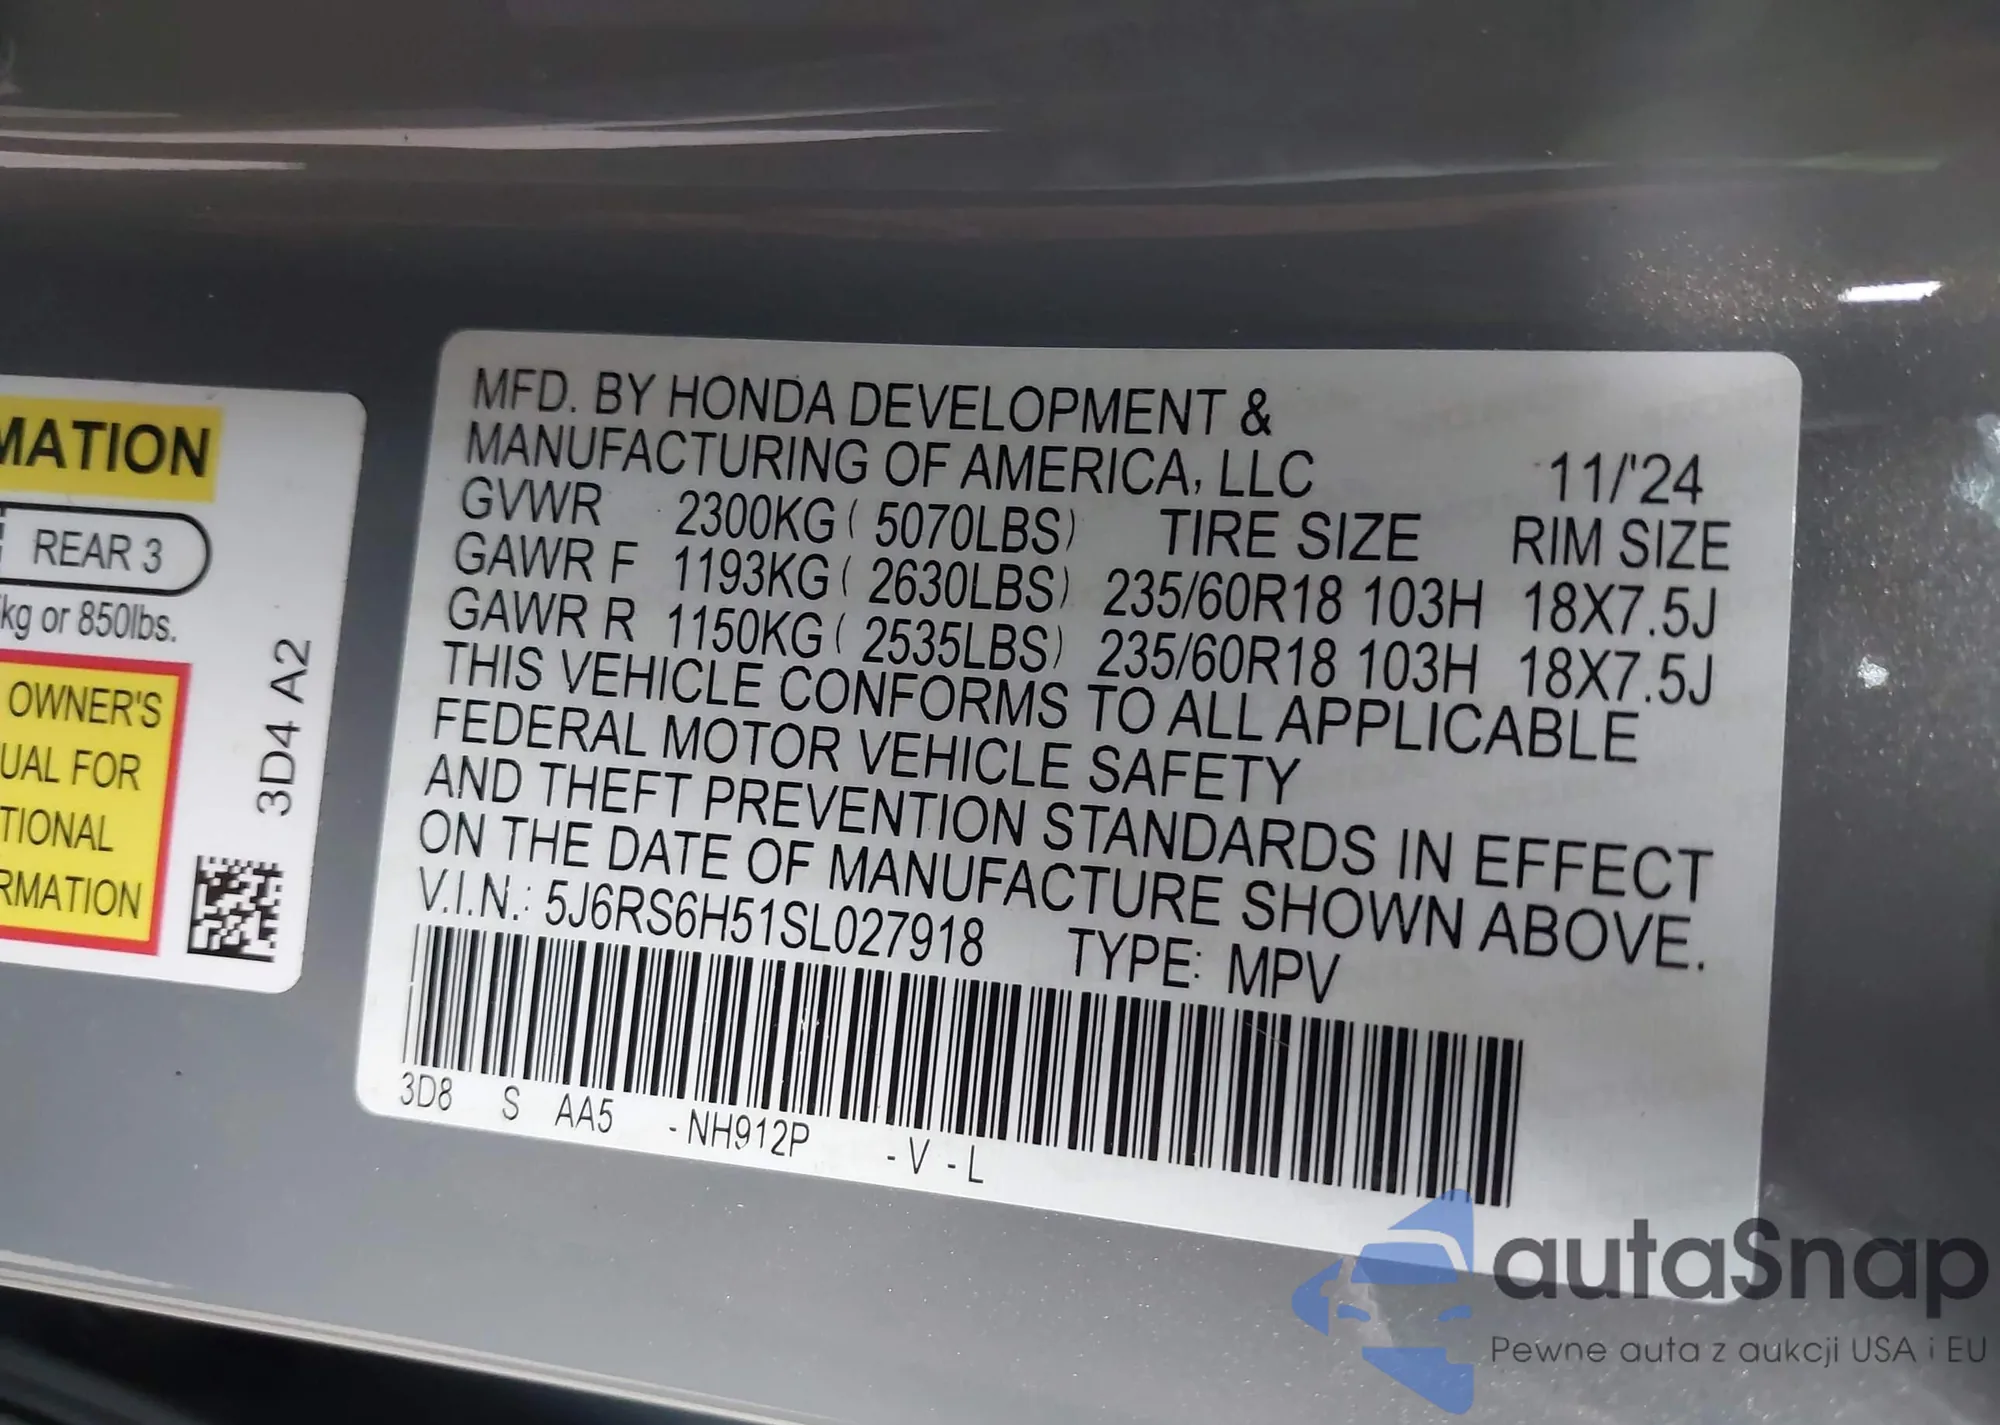 MATION
REAR 3
kg or 850lbs.
OWNER'S
UAL FOR
TIONAL
RMATION
3D4 A2
MFD. BY HONDA DEVELOPMENT &
MANUFACTURING OF AMERICA, LLC 11/'24
GVWR 2300KG ( 5070LBS) TIRE SIZE RIM SIZE
GAWR F 1193KG ( 2630LBS) 235/60R18 103H 18X7.5J
GAWR R 1150KG ( 2535LBS) 235/60R18 103H 18X7.5J
THIS VEHICLE CONFORMS TO ALL APPLICABLE
FEDERAL MOTOR VEHICLE SAFETY
AND THEFT PREVENTION STANDARDS IN EFFECT
ON THE DATE OF MANUFACTURE SHOWN ABOVE.
V.I.N.: 5J6RS6H51SL027918 TYPE: MPV
3D8 S AA5 -NH912P -V -L
autaSnap
Pewne auta z aukcji USA i EU